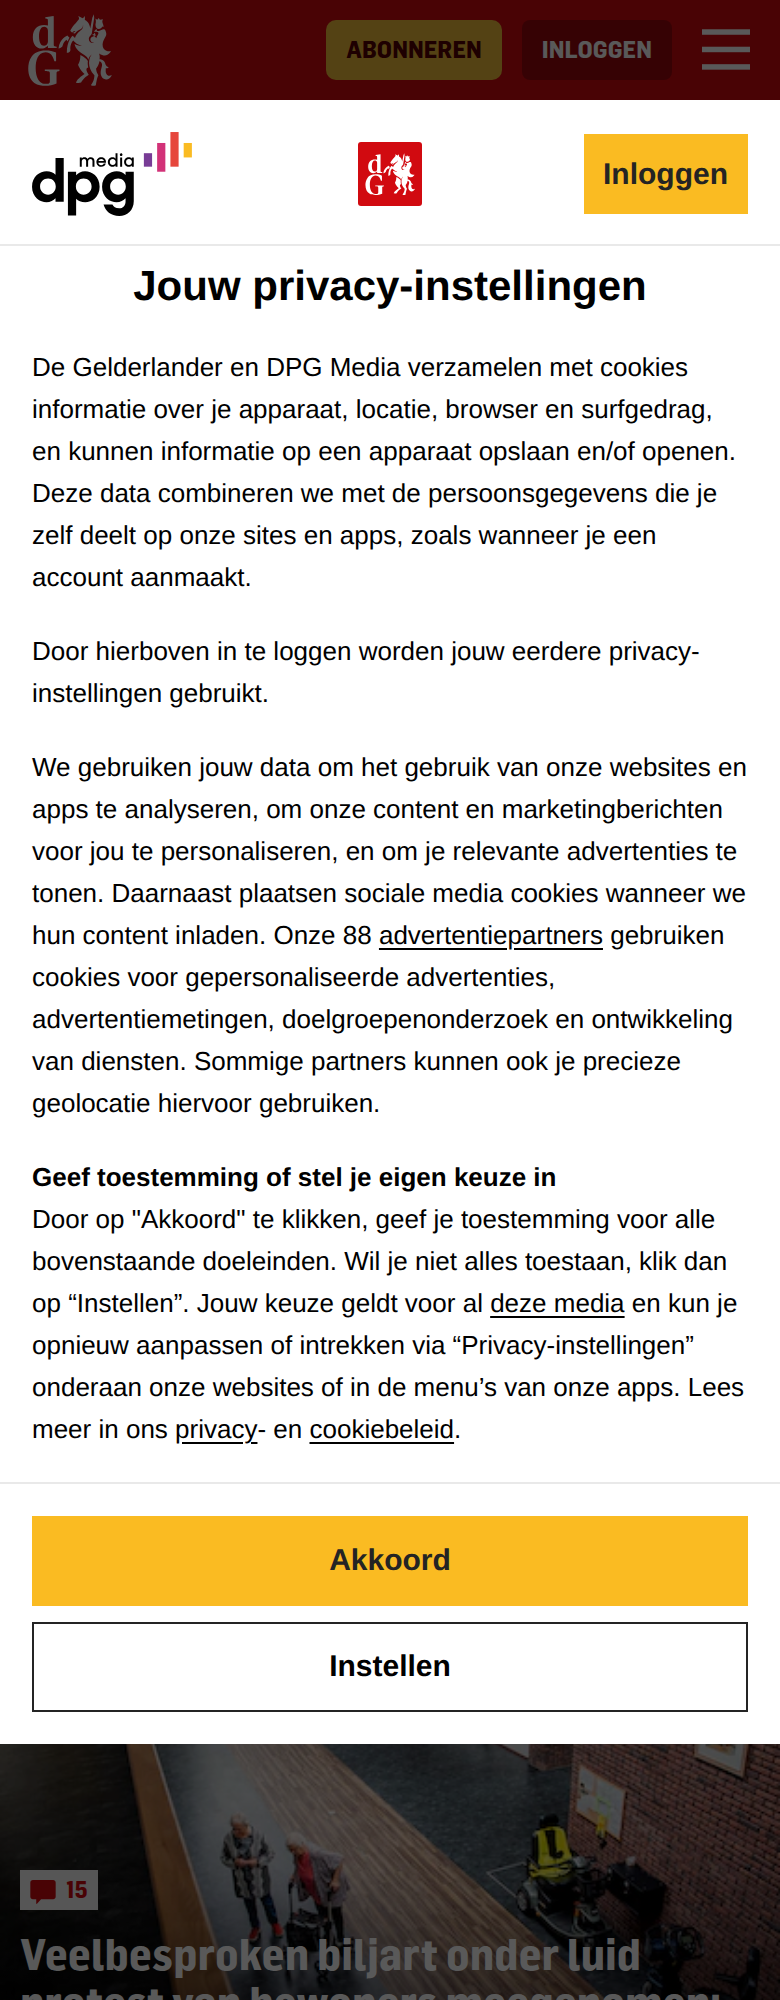 dG
ABONNEREN
INLOGGEN
dpg media
dG
Inloggen
Jouw privacy-instellingen
De Gelderlander en DPG Media verzamelen met cookies
informatie over je apparaat, locatie, browser en surfgedrag,
en kunnen informatie op een apparaat opslaan en/of openen.
Deze data combineren we met de persoonsgegevens die je
zelf deelt op onze sites en apps, zoals wanneer je een
account aanmaakt.
Door hierboven in te loggen worden jouw eerdere privacy-
instellingen gebruikt.
We gebruiken jouw data om het gebruik van onze websites en
apps te analyseren, om onze content en marketingberichten
voor jou te personaliseren, en om je relevante advertenties te
tonen. Daarnaast plaatsen sociale media cookies wanneer we
hun content inladen. Onze 88 advertentiepartners gebruiken
cookies voor gepersonaliseerde advertenties,
advertentiemetingen, doelgroepenonderzoek en ontwikkeling
van diensten. Sommige partners kunnen ook je precieze
geolocatie hiervoor gebruiken.
Geef toestemming of stel je eigen keuze in
Door op "Akkoord" te klikken, geef je toestemming voor alle
bovenstaande doeleinden. Wil je niet alles toestaan, klik dan
op “Instellen”. Jouw keuze geldt voor al deze media en kun je
opnieuw aanpassen of intrekken via “Privacy-instellingen”
onderaan onze websites of in de menu’s van onze apps. Lees
meer in ons privacy- en cookiebeleid.
Akkoord
Instellen
15
Veelbesproken biljart onder luid
protest van bewoners meegenomen: